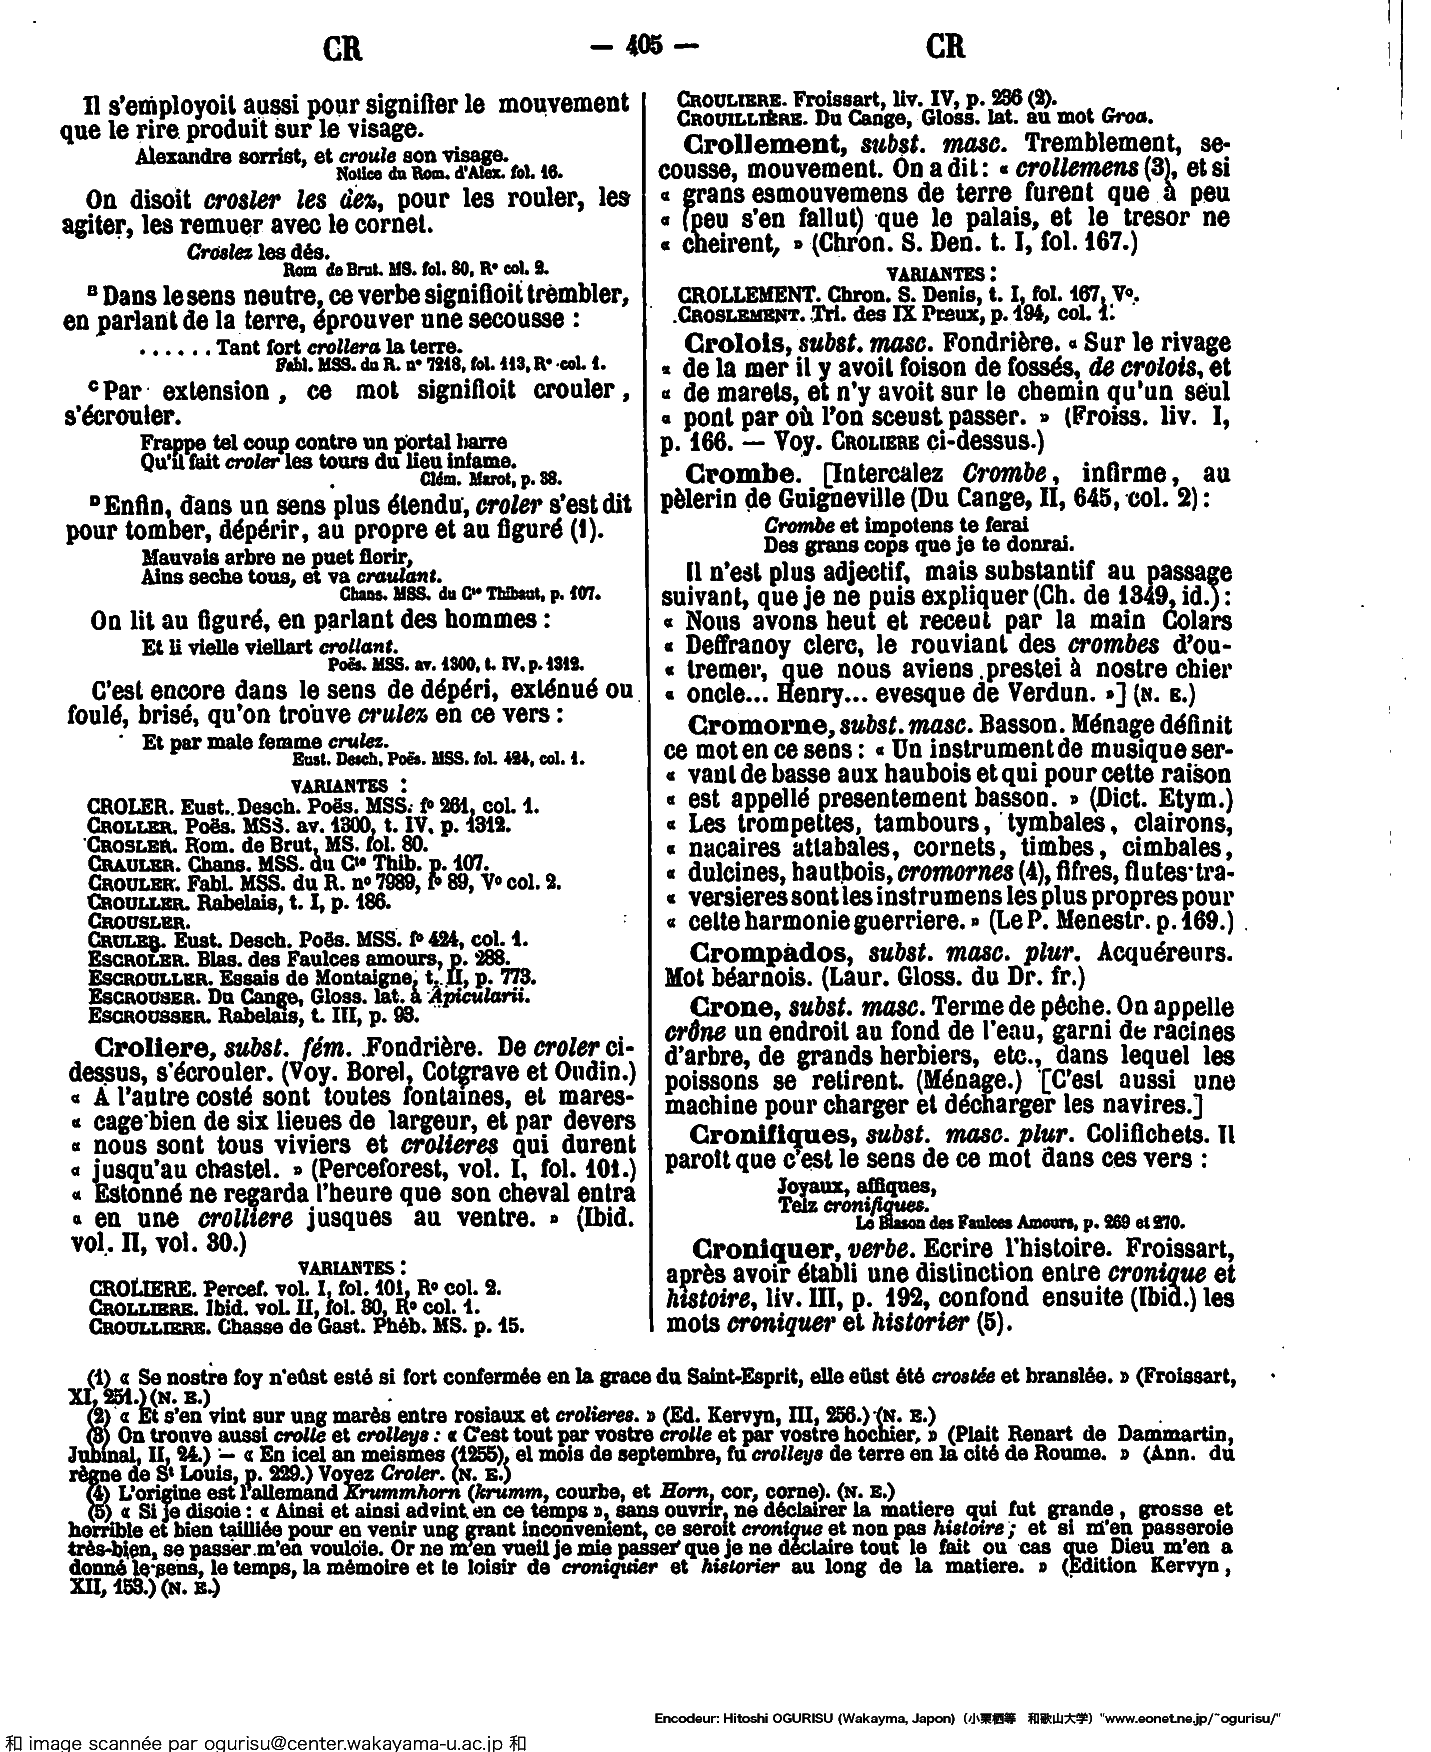 CR — 405 — CR
Il s'employoit aussi pour signifier le mouvement
que le rire produit sur le visage.
Alexandre sorrist, et croule son visage.
Notice du Rom. d'Alex. fol. 16.
On disoit crosler les dez, pour les rouler, les
agiter, les remuer avec le cornet.
Croslez les dés.
Rom de Brut. MS. fol. 80, R° col. 2.
B Dans le sens neutre, ce verbe signifioit trembler,
en parlant de la terre, éprouver une secousse :
...... Tant fort crollera la terre.
Fabl. MSS. du R. n° 7218, fol. 113, R° col. 1.
C Par extension, ce mot signifioit crouler,
s'écrouler.
Frappe tel coup contre un portal barre
Qu'il fait croler les tours du lieu infame.
Clém. Marot, p. 38.
D Enfin, dans un sens plus étendu, croler s'est dit
pour tomber, dépérir, au propre et au figuré (1).
Mauvais arbre ne puet florir,
Ains seche tous, et va craulant.
Chans. MSS. du Cte Thibaut, p. 107.
On lit au figuré, en parlant des hommes :
Et li vielle viellart crollant.
Poës. MSS. av. 1300, t. IV, p. 1312.
C'est encore dans le sens de dépéri, exténué ou
foulé, brisé, qu'on trouve crulez en ce vers :
Et par male femme crulez.
Eust. Desch, Poës. MSS. fol. 424, col. 1.
VARIANTES :
CROLER. Eust. Desch. Poës. MSS. f° 261, col. 1.
CROLLER. Poës. MSS. av. 1300, t. IV, p. 1312.
CROSLER. Rom. de Brut, MS. fol. 80.
CRAULER. Chans. MSS. du Cte Thib. p. 107.
CROULER. Fabl. MSS. du R. n° 7989, f° 89, V° col. 2.
CROULLER. Rabelais, t. I, p. 186.
CROUSLER.
CRULER. Eust. Desch. Poës. MSS. f° 424, col. 1.
ESCROLER. Blas. des Faulces amours, p. 288.
ESCROULLER. Essais de Montaigne, t. II, p. 773.
ESCROUSER. Du Cange, Gloss. lat. à Apicularii.
ESCROUSSER. Rabelais, t. III, p. 93.
Croliere, subst. fém. Fondrière. De croler ci-
dessus, s'écrouler. (Voy. Borel, Cotgrave et Oudin.)
« A l'autre costé sont toutes fontaines, et mares-
« cage bien de six lieues de largeur, et par devers
« nous sont tous viviers et crolieres qui durent
« jusqu'au chastel. » (Perceforest, vol. I, fol. 101.)
« Estonné ne regarda l'heure que son cheval entra
« en une crolliere jusques au ventre. » (Ibid.
vol. II, vol. 30.)
VARIANTES :
CROLIERE. Percef. vol. I, fol. 101, R° col. 2.
CROLLIERE. Ibid. vol. II, fol. 80, R° col. 1.
CROULLIERE. Chasse de Gast. Phéb. MS. p. 15.
CROULIERE. Froissart, liv. IV, p. 236 (2).
CROUILLIÈRE. Du Cange, Gloss. lat. au mot Groa.
Crollement, subst. masc. Tremblement, se-
cousse, mouvement. On a dit : « crollemens (3), et si
« grans esmouvemens de terre furent que à peu
« (peu s'en fallut) que le palais, et le tresor ne
« cheirent, » (Chron. S. Den. t. I, fol. 167.)
VARIANTES :
CROLLEMENT. Chron. S. Denis, t. I, fol. 167, V°.
CROSLEMENT. Tri. des IX Preux, p. 194, col. 1.
Crolois, subst. masc. Fondrière. « Sur le rivage
« de la mer il y avoit foison de fossés, de crolois, et
« de marets, et n'y avoit sur le chemin qu'un seul
« pont par où l'on sceust passer. » (Froiss. liv. I,
p. 166. — Voy. CROLIERE ci-dessus.)
Crombe. [Intercalez Crombe, infirme, au
pèlerin de Guigneville (Du Cange, II, 645, col. 2) :
Crombe et impotens te ferai
Des grans cops que je te donrai.
Il n'est plus adjectif, mais substantif au passage
suivant, que je ne puis expliquer (Ch. de 1349, id.) :
« Nous avons heut et receut par la main Colars
« Deffranoy clerc, le rouviant des crombes d'ou-
« tremer, que nous aviens prestei à nostre chier
« oncle... Henry... evesque de Verdun. »] (N. E.)
Cromorne, subst. masc. Basson. Ménage définit
ce mot en ce sens : « Un instrument de musique ser-
« vant de basse aux haubois et qui pour cette raison
« est appellé presentement basson. » (Dict. Etym.)
« Les trompettes, tambours, tymbales, clairons,
« nacaires attabales, cornets, timbes, cimbales,
« dulcines, hautbois, cromornes (4), fifres, flutes tra-
« versieres sont les instrumens les plus propres pour
« cette harmonie guerriere. » (Le P. Menestr. p. 169.)
Crompados, subst. masc. plur. Acquéreurs.
Mot béarnois. (Laur. Gloss. du Dr. fr.)
Crone, subst. masc. Terme de pêche. On appelle
crône un endroit au fond de l'eau, garni de racines
d'arbre, de grands herbiers, etc., dans lequel les
poissons se retirent. (Ménage.) [C'est aussi une
machine pour charger et décharger les navires.]
Cronifiques, subst. masc. plur. Colifichets. Il
paroit que c'est le sens de ce mot dans ces vers :
Joyaux, affiques,
Telz cronifiques.
Le Blason des Faulces Amours, p. 269 et 270.
Croniquer, verbe. Ecrire l'histoire. Froissart,
après avoir établi une distinction entre cronique et
histoire, liv. III, p. 192, confond ensuite (Ibid.) les
mots croniquer et historier (5).
(1) « Se nostre foy n'eûst esté si fort confermée en la grace du Saint-Esprit, elle eûst été crostée et branslée. » (Froissart,
XI, 251.) (N. E.)
(2) « Et s'en vint sur ung marès entre rosiaux et crolieres. » (Ed. Kervyn, III, 256.) (N. E.)
(3) On trouve aussi crolle et crolleys : « C'est tout par vostre crolle et par vostre hochier. » (Plait Renart de Dammartin,
Jubinal, II, 24.) — « En icel an meismes (1255), el mois de septembre, fu crolleys de terre en la cité de Roume. » (Ann. du
règne de St Louis, p. 229.) Voyez Croler. (N. E.)
(4) L'origine est l'allemand Krummhorn (krumm, courbe, et Horn, cor, corne). (N. E.)
(5) « Si je disoie : « Ainsi et ainsi advint en ce temps », sans ouvrir, ne déclairer la matiere qui fut grande, grosse et
horrible et bien tailliée pour en venir ung grant inconvenient, ce seroit cronique et non pas histoire ; et si m'en passeroie
très-bien, se passer m'en vouloie. Or ne m'en vueil je mie passer que je ne déclaire tout le fait ou cas que Dieu m'en a
donné le sens, le temps, la mémoire et le loisir de croniquier et historier au long de la matiere. » (Edition Kervyn,
XII, 153.) (N. E.)
Encodeur: Hitoshi OGURISU (Wakayma, Japon) (小栗栖等 和歌山大学) "www.eonet.ne.jp/~ogurisu/"
和 image scannée par ogurisu@center.wakayama-u.ac.jp 和